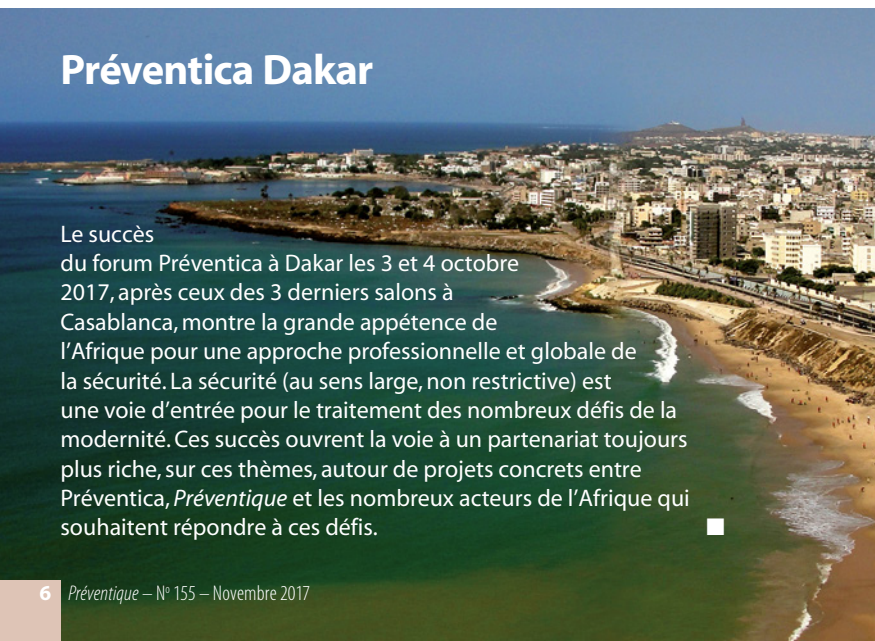 Préventica Dakar
Le succès
du forum Préventica à Dakar les 3 et 4 octobre
2017, après ceux des 3 derniers salons à
Casablanca, montre la grande appétence de
l'Afrique pour une approche professionnelle et globale de
la sécurité. La sécurité (au sens large, non restrictive) est
une voie d'entrée pour le traitement des nombreux défis de la
modernité. Ces succès ouvrent la voie à un partenariat toujours
plus riche, sur ces thèmes, autour de projets concrets entre
Préventica, Préventique et les nombreux acteurs de l'Afrique qui
souhaitent répondre à ces défis.
6 Préventique – Nº 155 – Novembre 2017